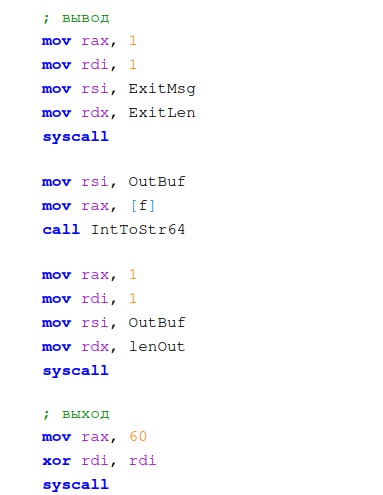 ; вывод
mov rax, 1
mov rdi, 1
mov rsi, ExitMsg
mov rdx, ExitLen
syscall
mov rsi, OutBuf
mov rax, [f]
call IntToStr64
mov rax, 1
mov rdi, 1
mov rsi, OutBuf
mov rdx, lenOut
syscall
; выход
mov rax, 60
xor rdi, rdi
syscall